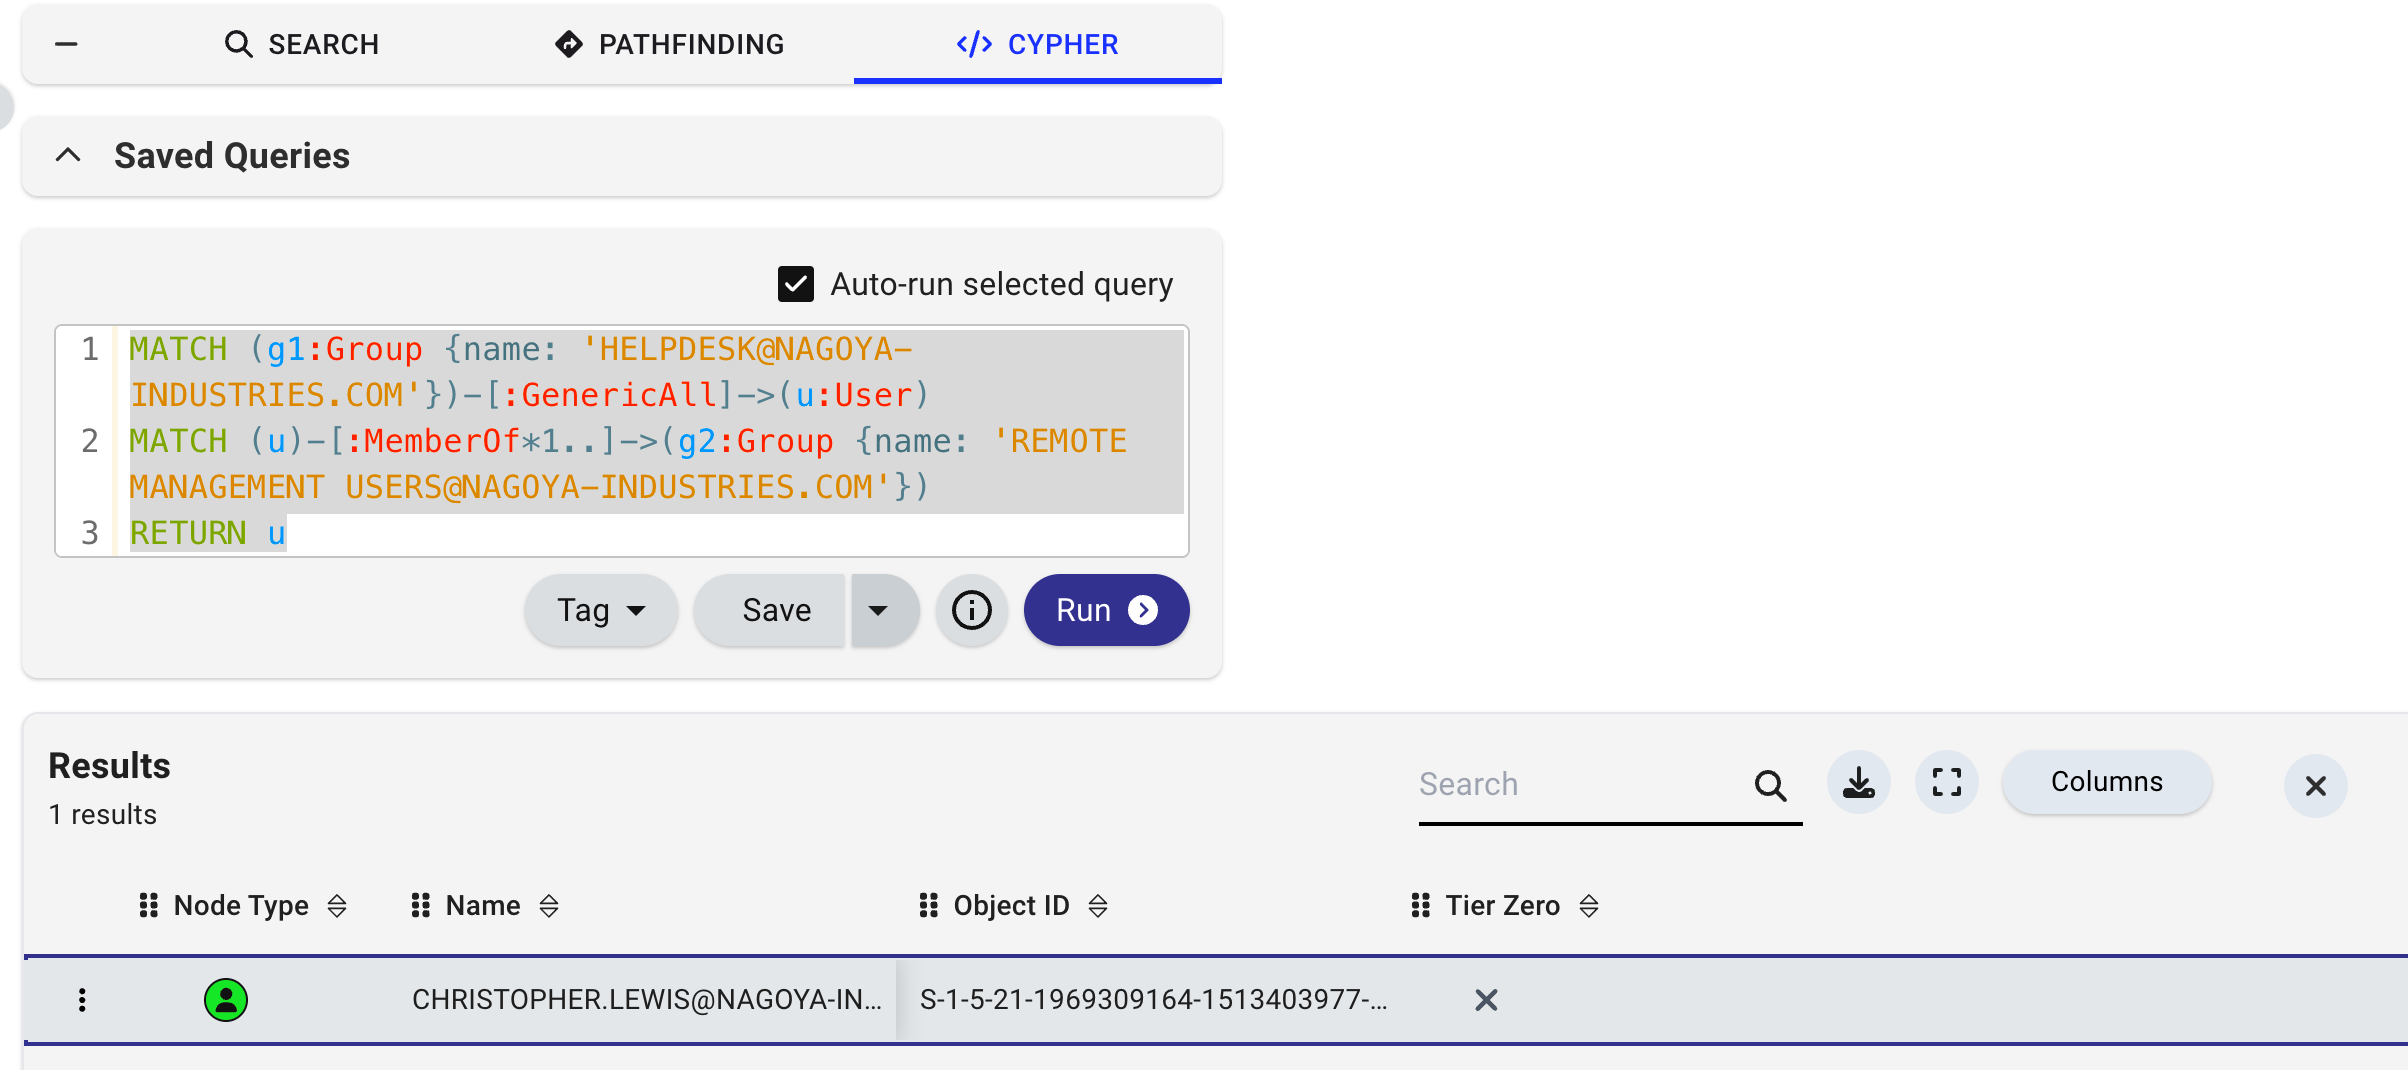 SEARCH
PATHFINDING
</> CYPHER
Saved Queries
Auto-run selected query
1 MATCH (g1:Group {name: 'HELPDESK@NAGOYA-
INDUSTRIES.COM'})-[:GenericAll]->(u:User)
2 MATCH (u)-[:MemberOf*1..]->(g2:Group {name: 'REMOTE
MANAGEMENT USERS@NAGOYA-INDUSTRIES.COM'})
3 RETURN u
Tag
Save
Run
Results
1 results
Search
Columns
Node Type
Name
Object ID
Tier Zero
CHRISTOPHER.LEWIS@NAGOYA-IN...
S-1-5-21-1969309164-1513403977-...